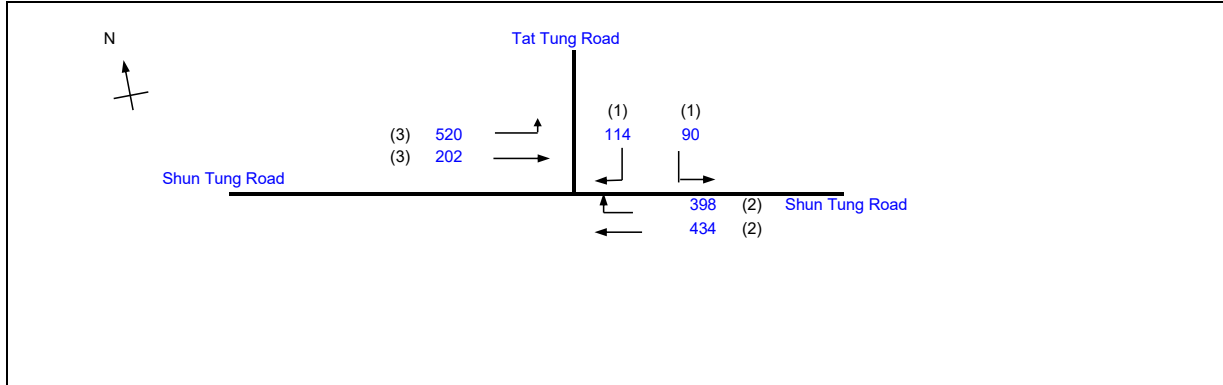 N
Tat Tung Road
(1) (1)
(3) 520 114 90
(3) 202
Shun Tung Road
398 (2) Shun Tung Road
434 (2)